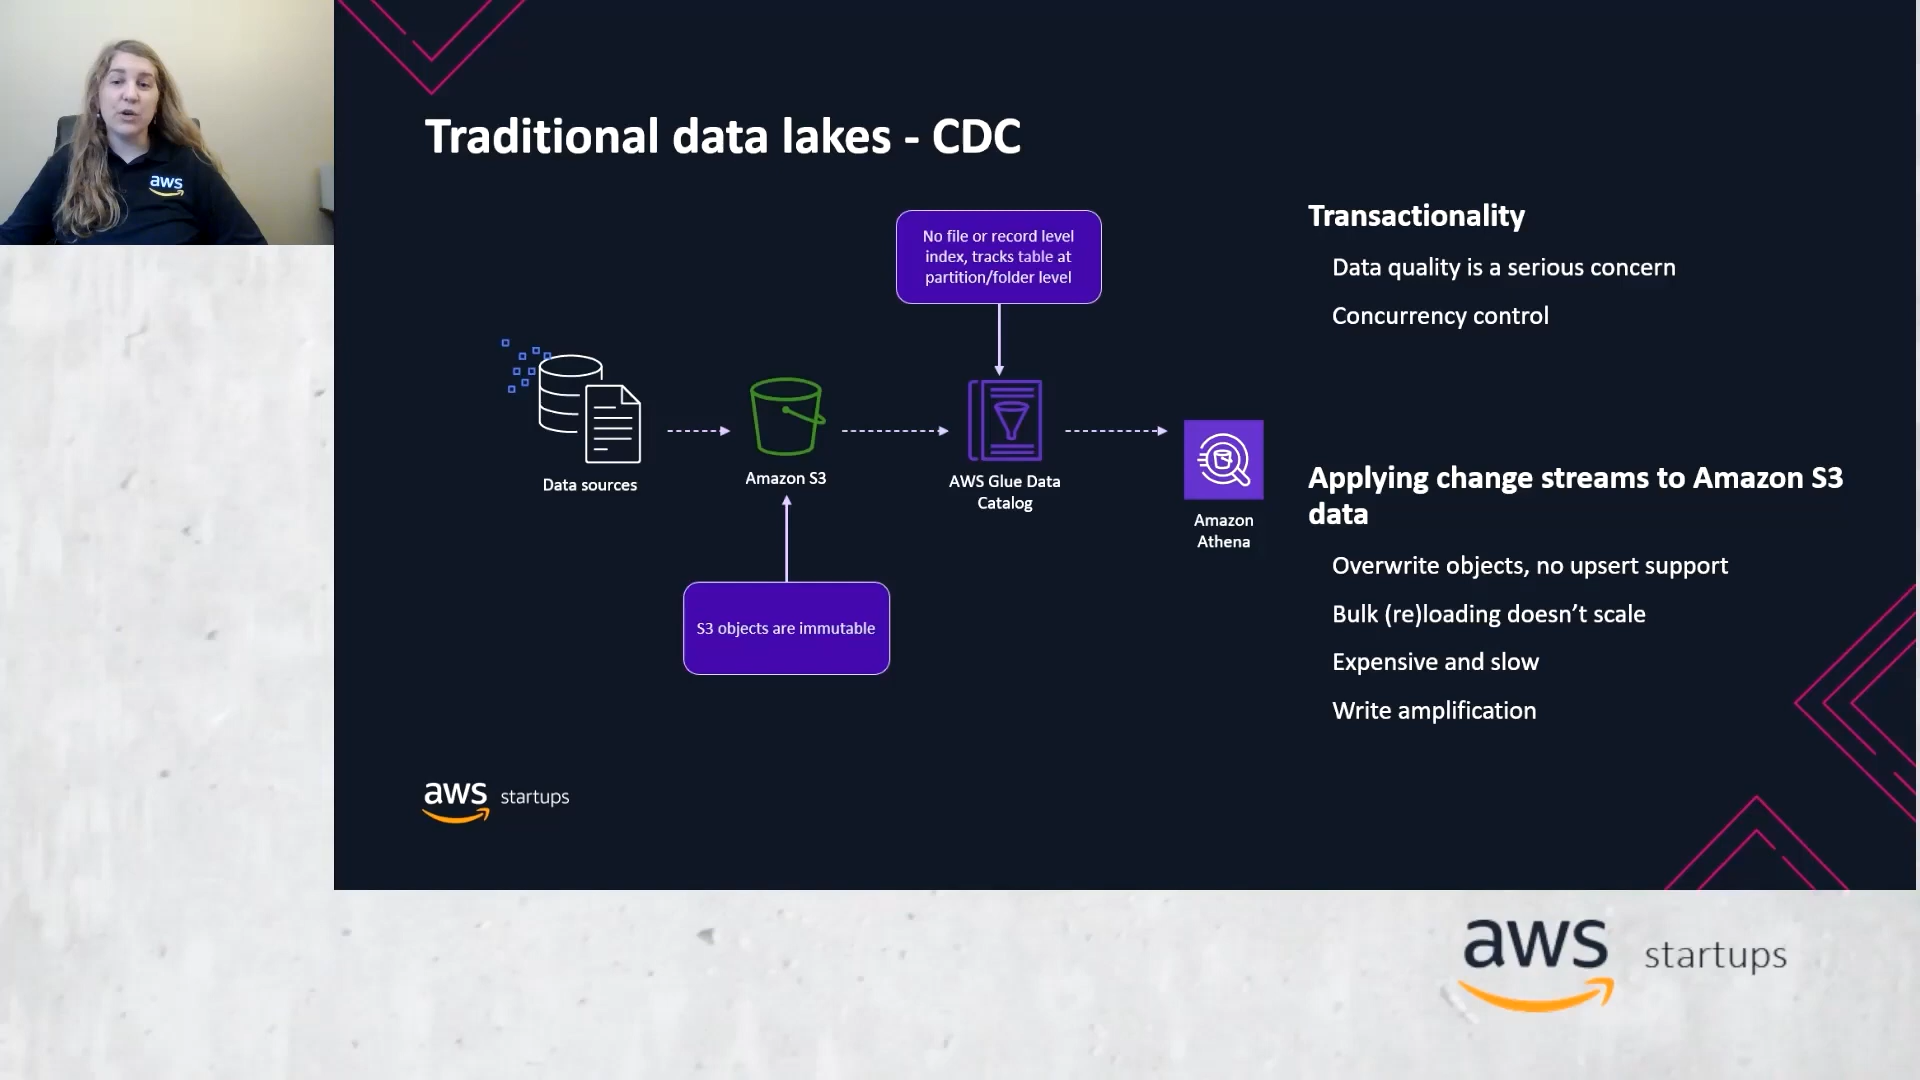 aws
Traditional data lakes - CDC
No file or record level
index, tracks table at
partition/folder level
Data sources
Amazon S3
AWS Glue Data
Catalog
Amazon
Athena
S3 objects are immutable
Transactionality
Data quality is a serious concern
Concurrency control
Applying change streams to Amazon S3
data
Overwrite objects, no upsert support
Bulk (re)loading doesn’t scale
Expensive and slow
Write amplification
aws startups
aws startups